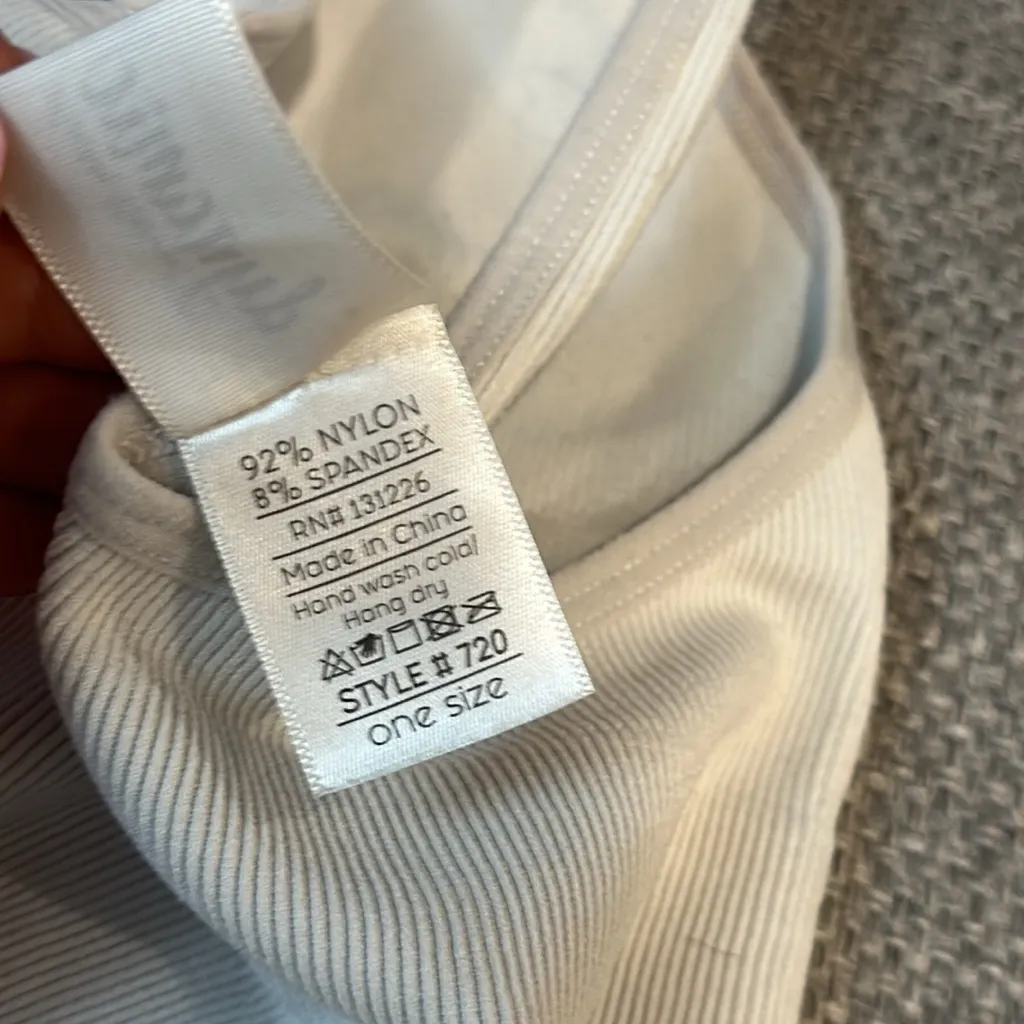 92% NYLON
8% SPANDEX
RN# 131226
Made in China
Hand wash cold/
Hang dry
STYLE # 720
one size